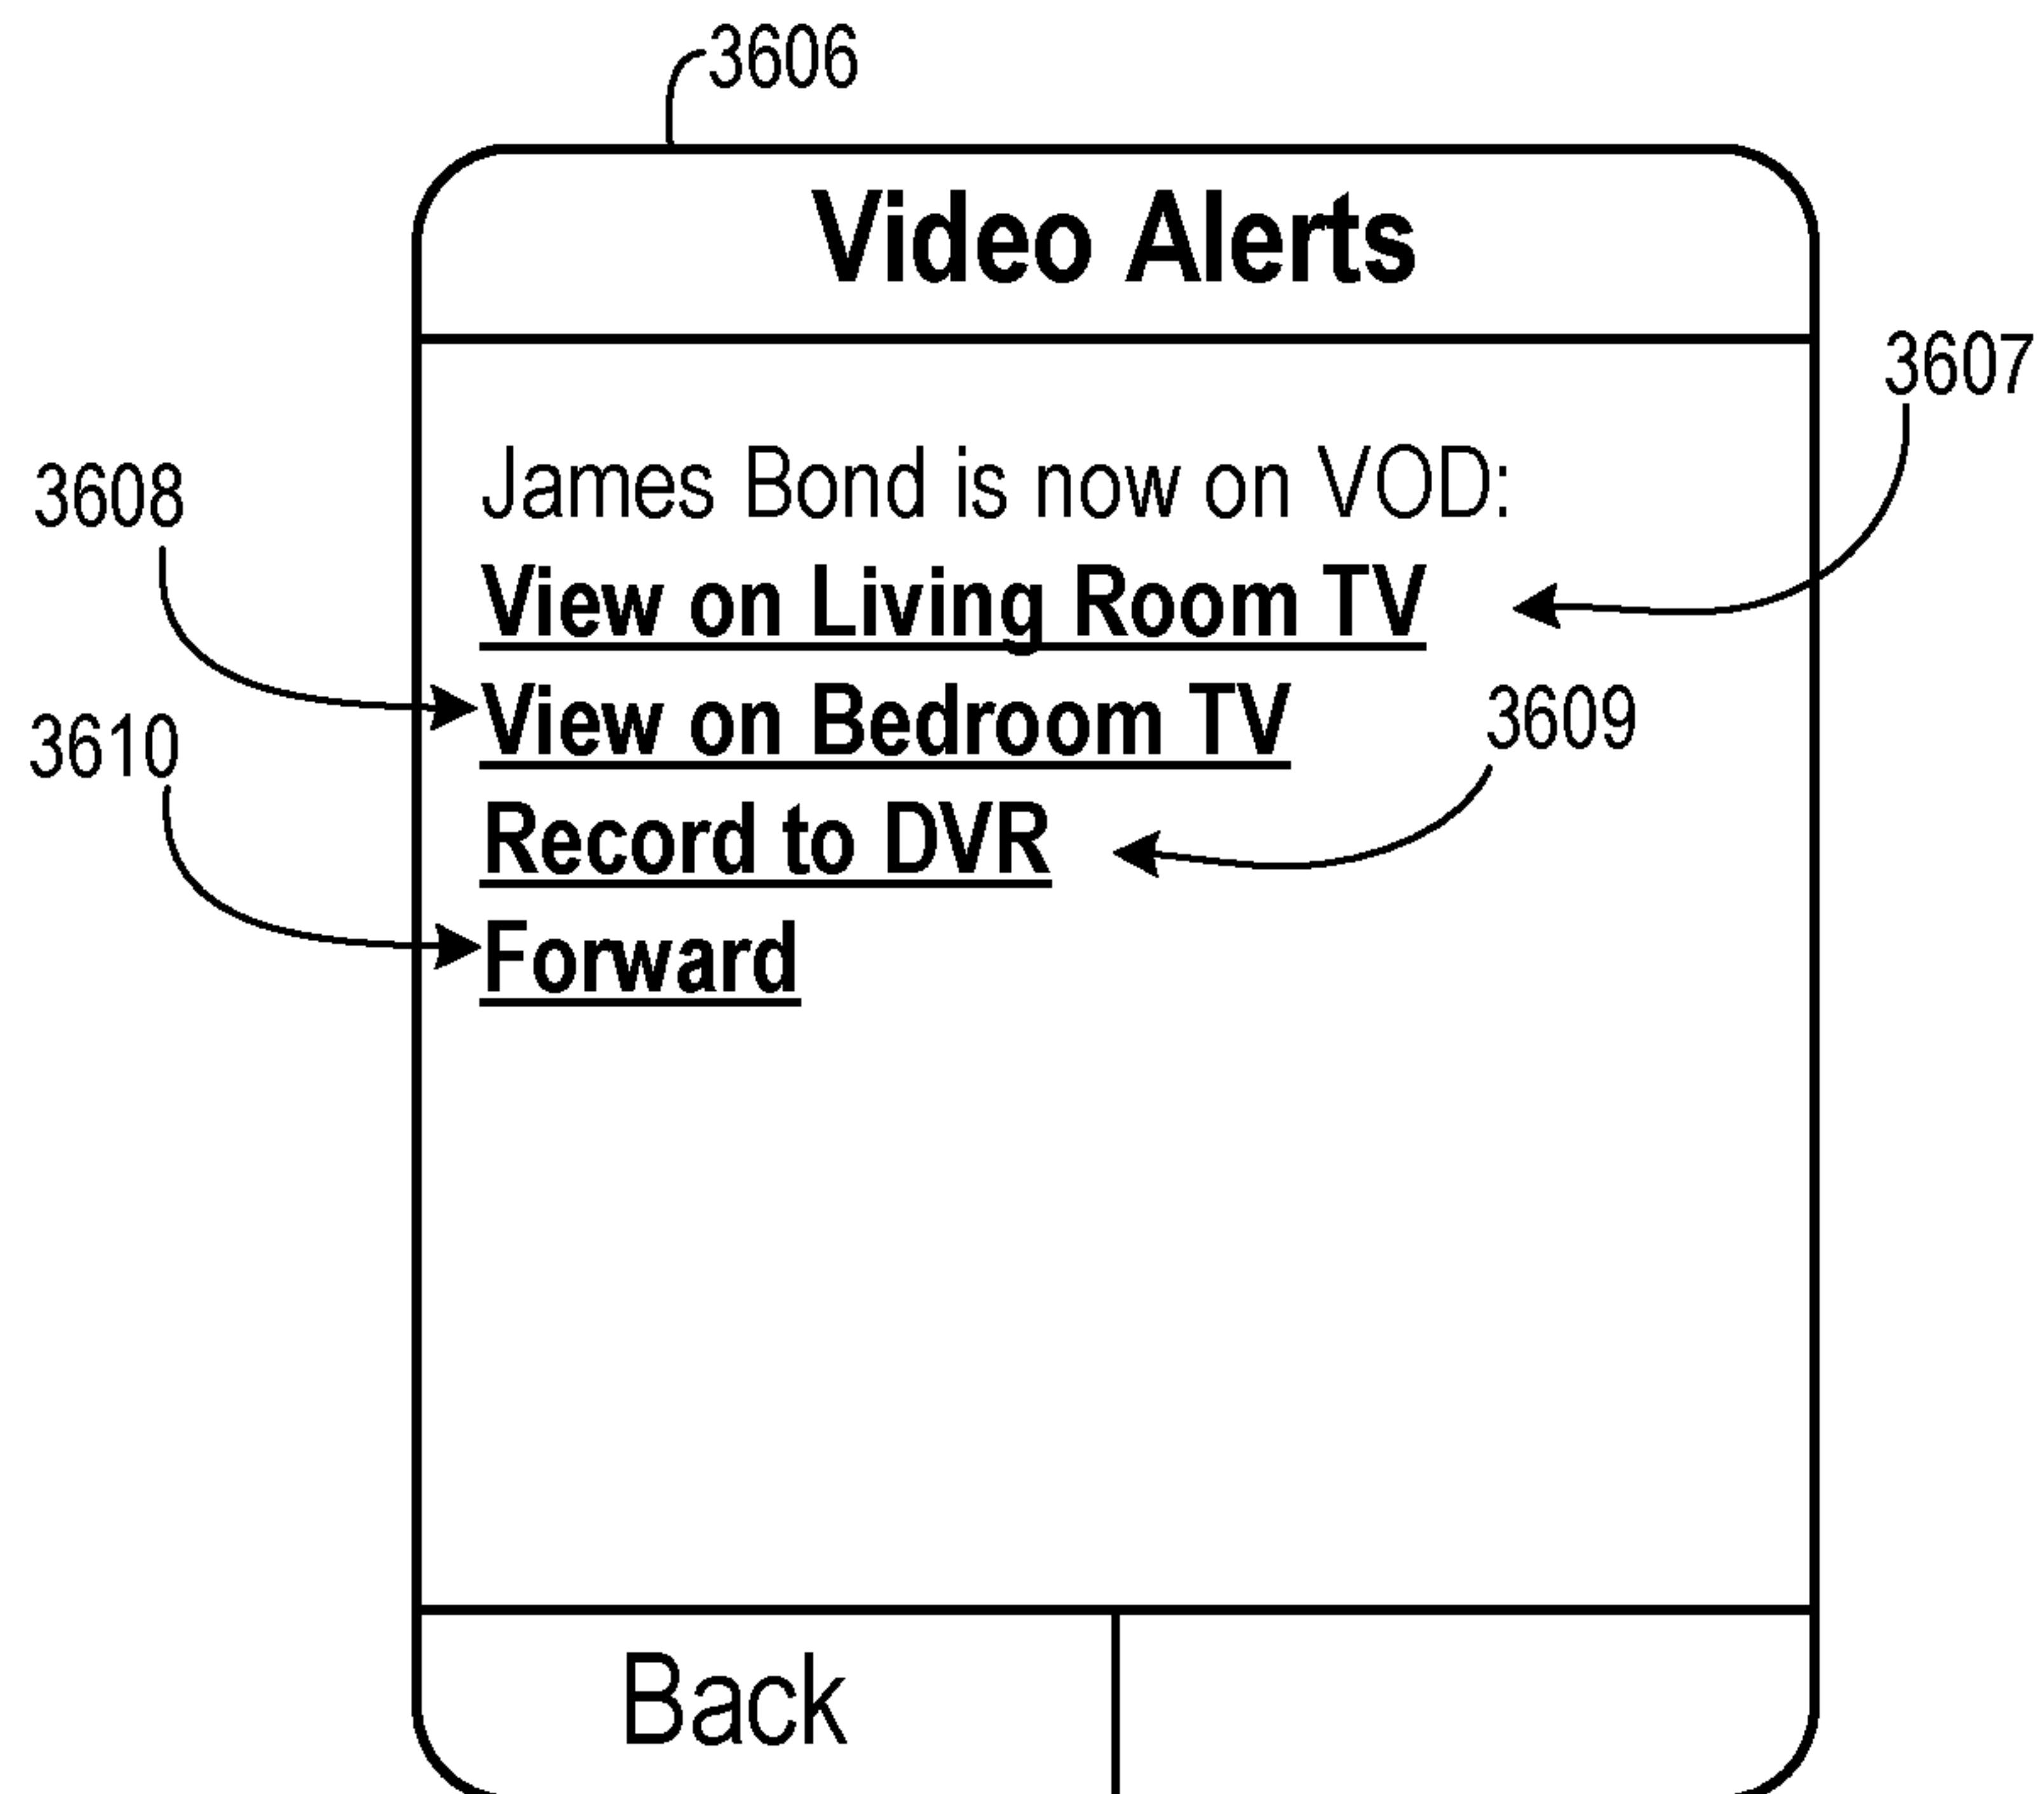 3606
Video Alerts
3607
James Bond is now on VOD:
3608
View on Living Room TV
View on Bedroom TV
3609
3610
Record to DVR
Forward
Back